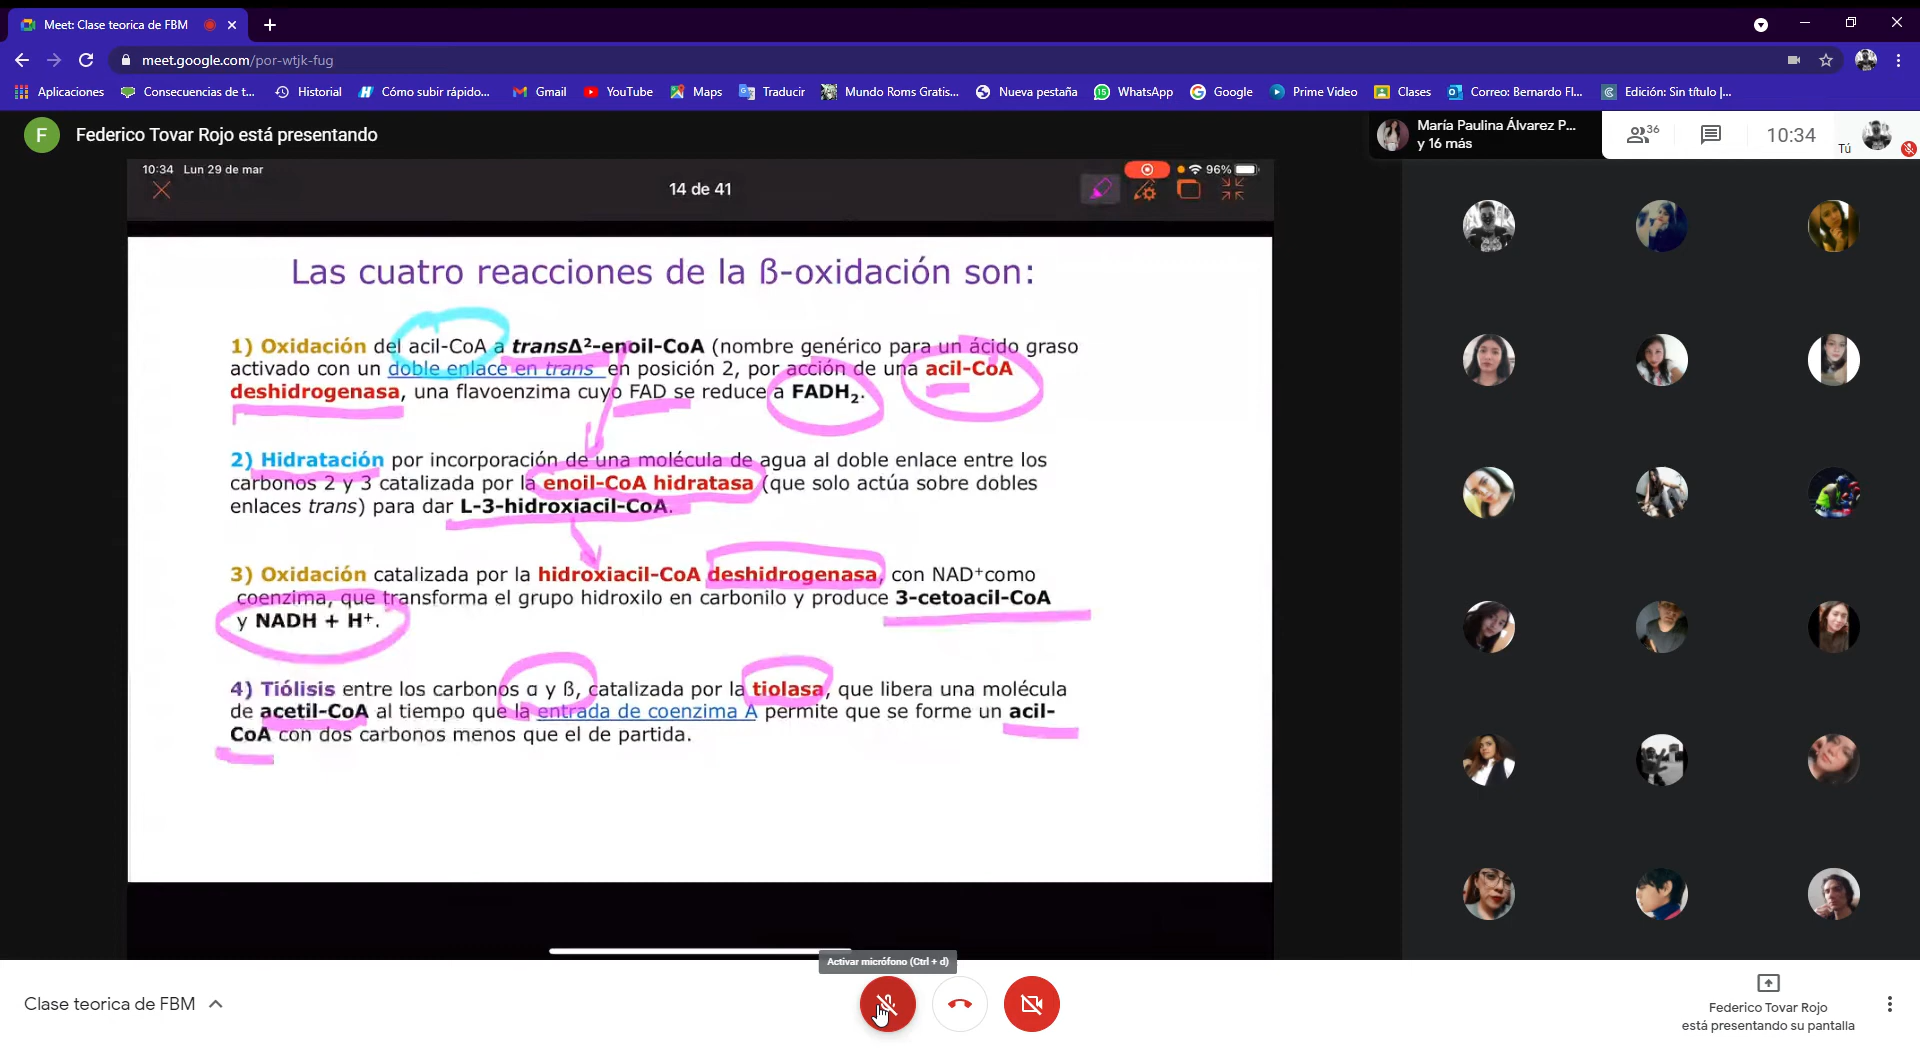 Meet: Clase teorica de FBM
meet.google.com/por-wtjk-fug
Aplicaciones Consecuencias de t... Historial Cómo subir rápido... Gmail YouTube Maps Traducir Mundo Roms Gratis... Nueva pestaña WhatsApp Google Prime Video Clases Correo: Bernardo Fl... Edición: Sin título |...
F Federico Tovar Rojo está presentando
María Paulina Álvarez P...
y 16 más
36
10:34
Tú
10:34 Lun 29 de mar
96%
14 de 41
Las cuatro reacciones de la ß-oxidación son:
1) Oxidación del acil-CoA a transΔ²-enoil-CoA (nombre genérico para un ácido graso
activado con un doble enlace en trans en posición 2, por acción de una acil-CoA
deshidrogenasa, una flavoenzima cuyo FAD se reduce a FADH₂.
2) Hidratación por incorporación de una molécula de agua al doble enlace entre los
carbonos 2 y 3 catalizada por la enoil-CoA hidratasa (que solo actúa sobre dobles
enlaces trans) para dar L-3-hidroxiacil-CoA.
3) Oxidación catalizada por la hidroxiacil-CoA deshidrogenasa, con NAD⁺como
coenzima, que transforma el grupo hidroxilo en carbonilo y produce 3-cetoacil-CoA
y NADH + H⁺.
4) Tiólisis entre los carbonos α y ß, catalizada por la tiolasa, que libera una molécula
de acetil-CoA al tiempo que la entrada de coenzima A permite que se forme un acil-
CoA con dos carbonos menos que el de partida.
Activar micrófono (Ctrl + d)
Clase teorica de FBM
Federico Tovar Rojo
está presentando su pantalla